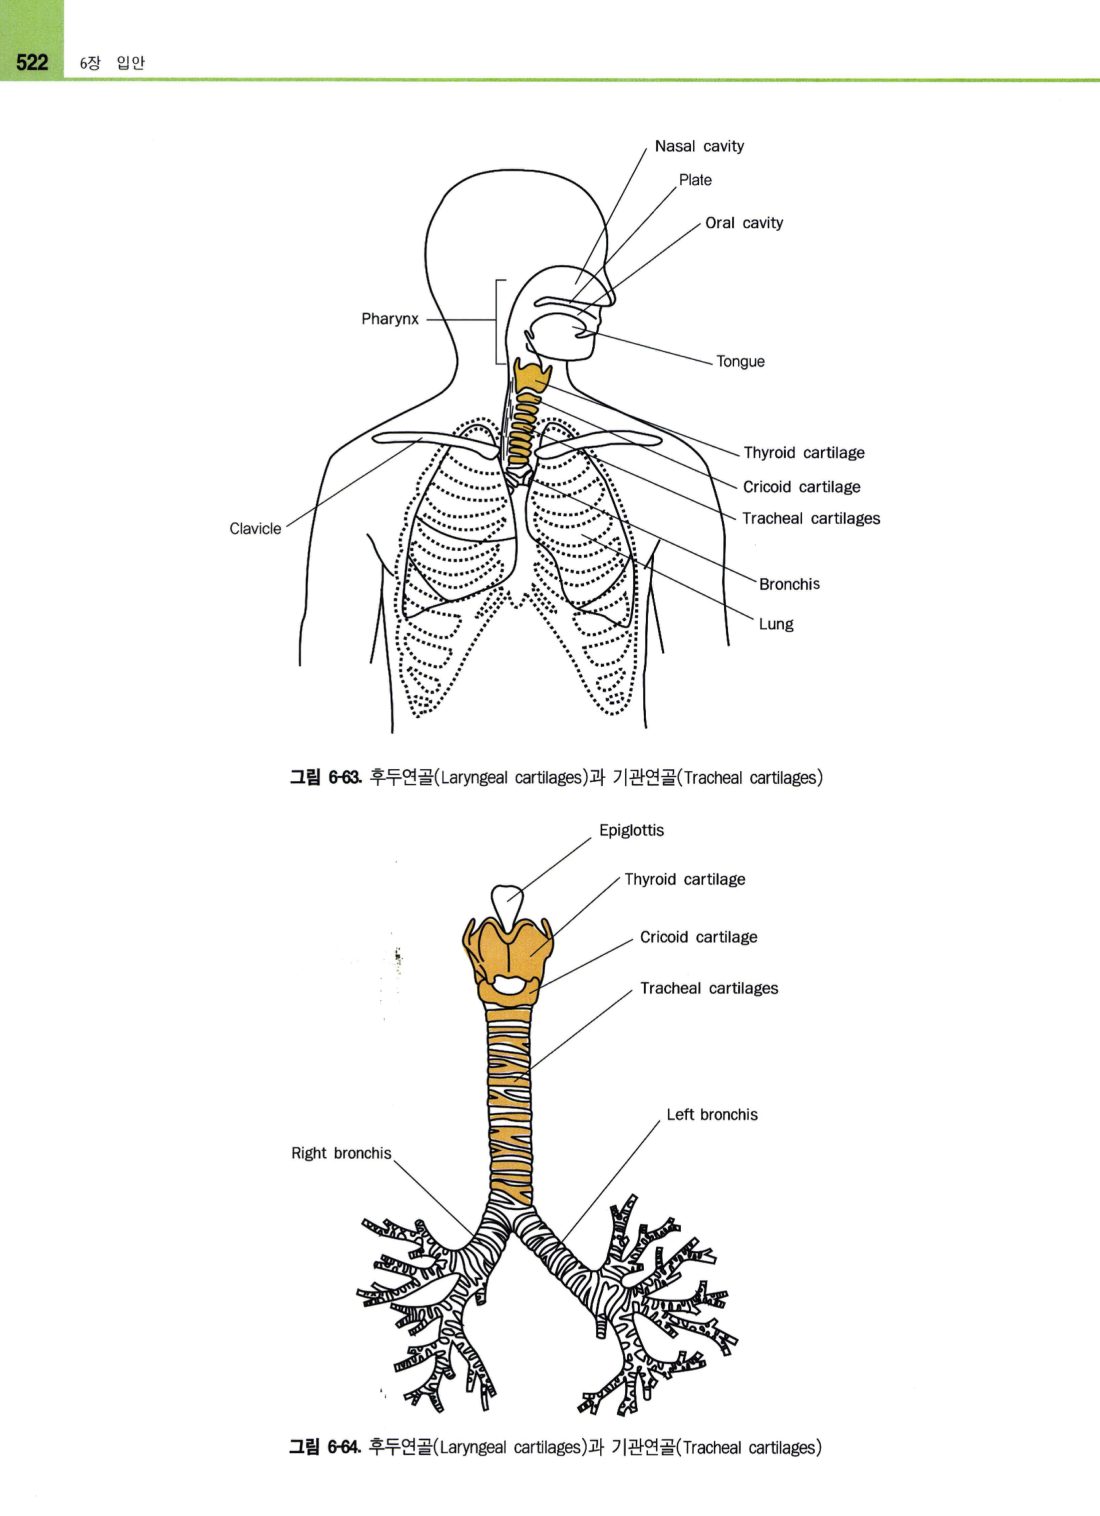 522 6장 입안
Nasal cavity
Plate
Oral cavity
Pharynx
Tongue
Thyroid cartilage
Cricoid cartilage
Tracheal cartilages
Clavicle
Bronchis
Lung
그림 6-63. 후두연골(Laryngeal cartilages)과 기관연골(Tracheal cartilages)
Epiglottis
Thyroid cartilage
Cricoid cartilage
Tracheal cartilages
Left bronchis
Right bronchis
그림 6-64. 후두연골(Laryngeal cartilages)과 기관연골(Tracheal cartilages)